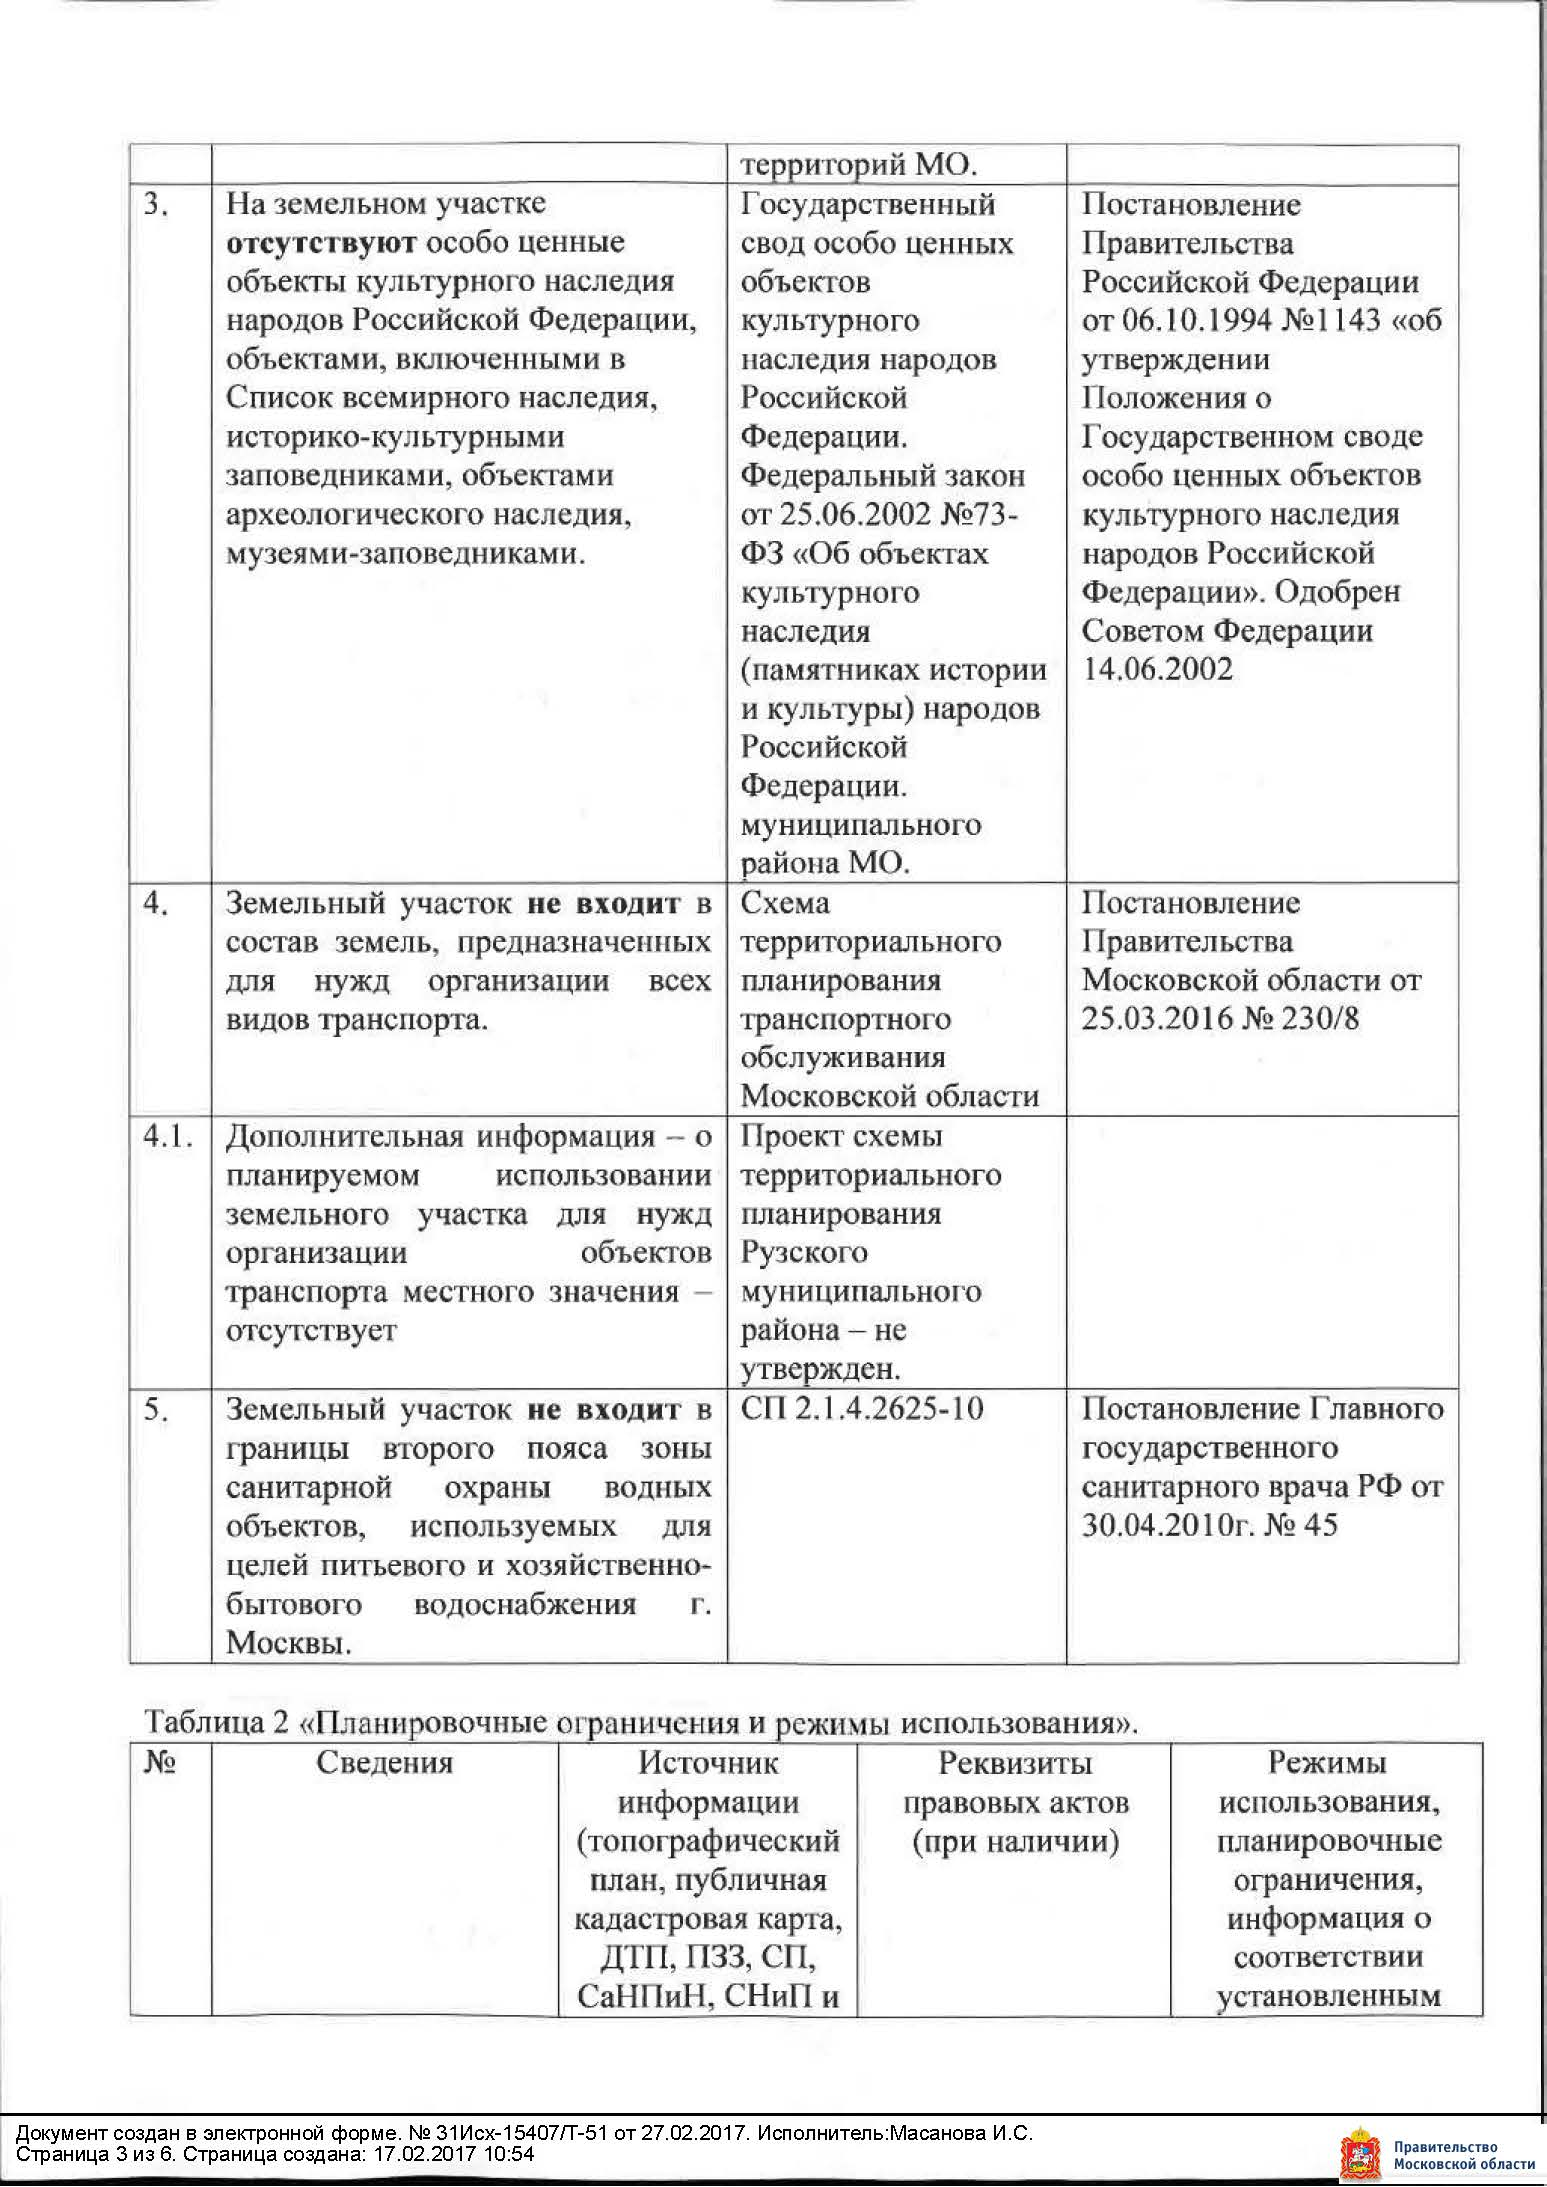 территорий МО.
3.
На земельном участке
отсутствуют особо ценные
объекты культурного наследия
народов Российской Федерации,
объектами, включенными в
Список всемирного наследия,
историко-культурными
заповедниками, объектами
археологического наследия,
музеями-заповедниками.
Государственный
свод особо ценных
объектов
культурного
наследия народов
Российской
Федерации.
Федеральный закон
от 25.06.2002 №73-
ФЗ «Об объектах
культурного
наследия
(памятниках истории
и культуры) народов
Российской
Федерации.
муниципального
района МО.
Постановление
Правительства
Российской Федерации
от 06.10.1994 №1143 «об
утверждении
Положения о
Государственном своде
особо ценных объектов
культурного наследия
народов Российской
Федерации». Одобрен
Советом Федерации
14.06.2002
4.
Земельный участок не входит в
состав земель, предназначенных
для нужд организации всех
видов транспорта.
Схема
территориального
планирования
транспортного
обслуживания
Московской области
Постановление
Правительства
Московской области от
25.03.2016 № 230/8
4.1.
Дополнительная информация – о
планируемом использовании
земельного участка для нужд
организации объектов
транспорта местного значения –
отсутствует
Проект схемы
территориального
планирования
Рузского
муниципального
района – не
утвержден.
5.
Земельный участок не входит в
границы второго пояса зоны
санитарной охраны водных
объектов, используемых для
целей питьевого и хозяйственно-
бытового водоснабжения г.
Москвы.
СП 2.1.4.2625-10
Постановление Главного
государственного
санитарного врача РФ от
30.04.2010г. № 45
Таблица 2 «Планировочные ограничения и режимы использования».
№
Сведения
Источник
информации
(топографический
план, публичная
кадастровая карта,
ДТП, ПЗЗ, СП,
СаНПиН, СНиП и
Реквизиты
правовых актов
(при наличии)
Режимы
использования,
планировочные
ограничения,
информация о
соответствии
установленным
Документ создан в электронной форме. № 31Исх-15407/Т-51 от 27.02.2017. Исполнитель:Масанова И.С.
Страница 3 из 6. Страница создана: 17.02.2017 10:54
Правительство
Московской области